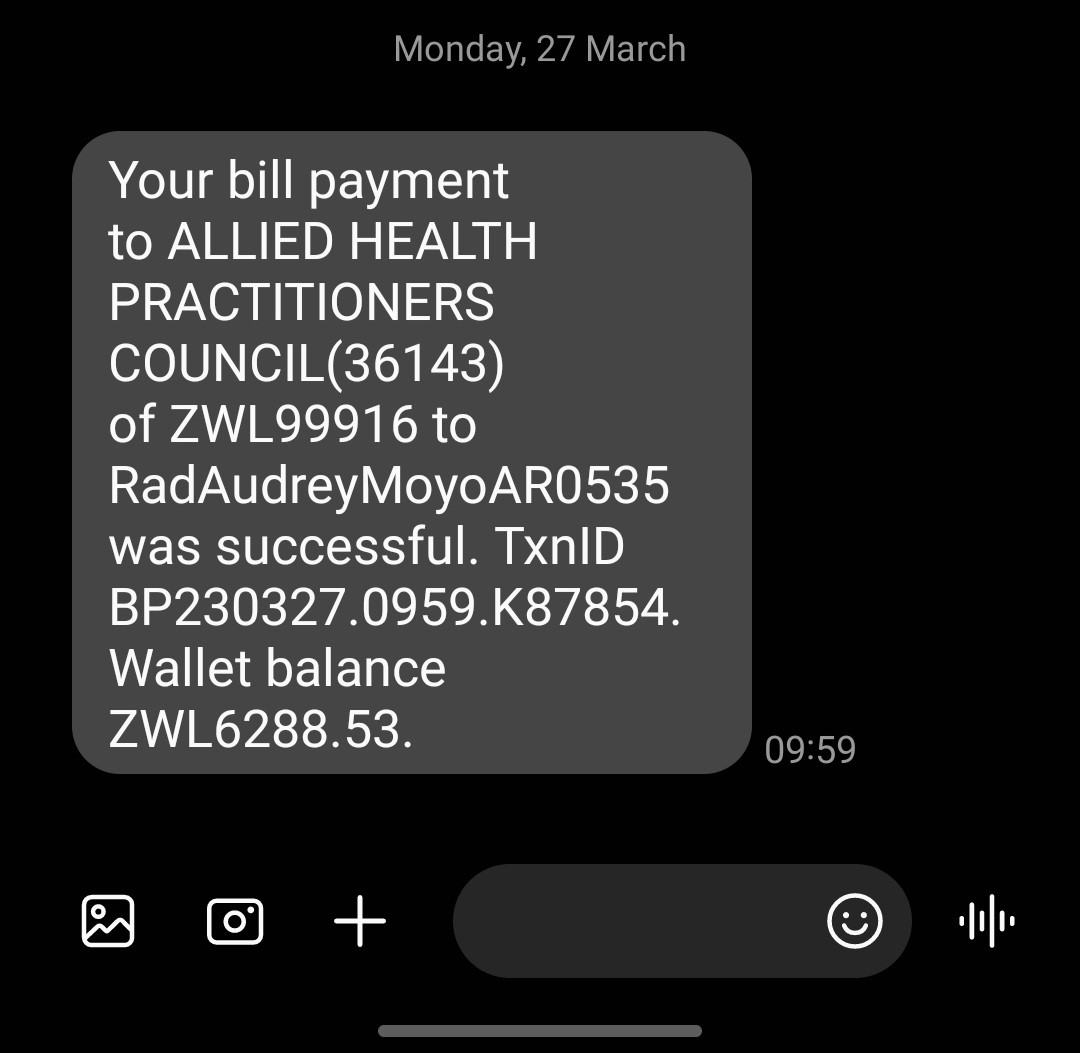 Monday, 27 March
Your bill payment
to ALLIED HEALTH
PRACTITIONERS
COUNCIL(36143)
of ZWL99916 to
RadAudreyMoyoAR0535
was successful. TxnID
BP230327.0959.K87854.
Wallet balance
ZWL6288.53.
09:59